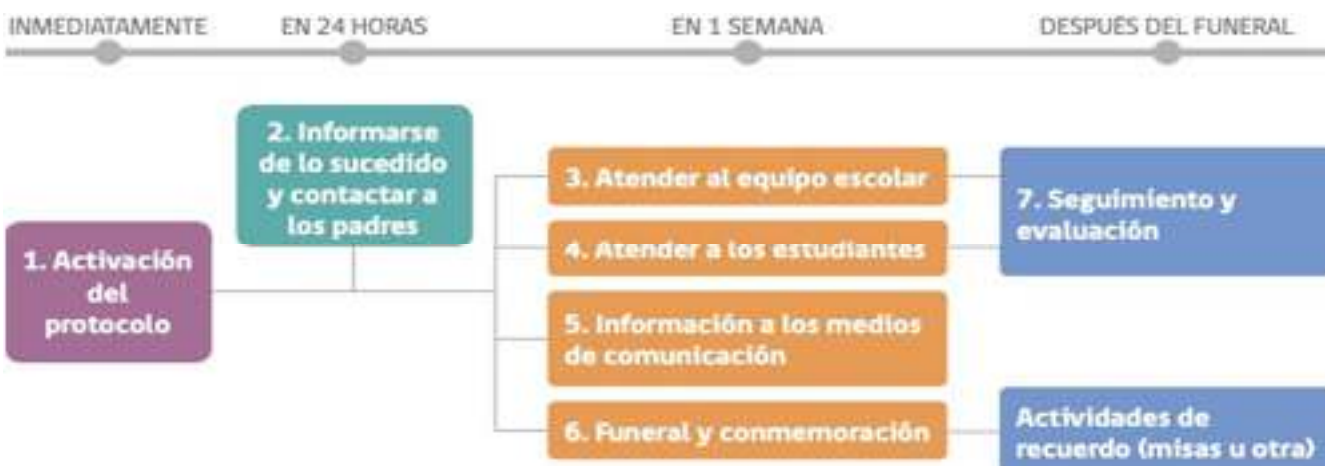 INMEDIATAMENTE
EN 24 HORAS
EN 1 SEMANA
DESPUÉS DEL FUNERAL
1. Activación
del
protocolo
2. Informarse
de lo sucedido
y contactar a
los padres
3. Atender al equipo escolar
4. Atender a los estudiantes
5. Información a los medios
de comunicación
6. Funeral y conmemoración
7. Seguimiento y
evaluación
Actividades de
recuerdo (misas u otra)